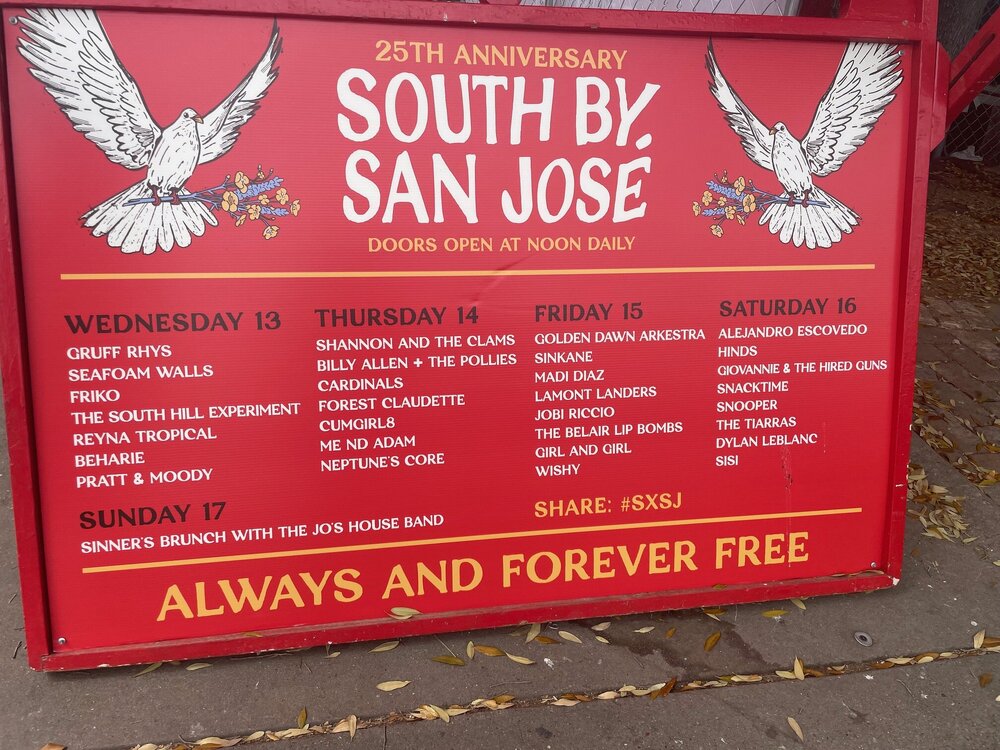 25TH ANNIVERSARY
SOUTH BY
SAN JOSÉ
DOORS OPEN AT NOON DAILY
WEDNESDAY 13
GRUFF RHYS
SEAFOAM WALLS
FRIKO
THE SOUTH HILL EXPERIMENT
REYNA TROPICAL
BEHARIE
PRATT & MOODY
THURSDAY 14
SHANNON AND THE CLAMS
BILLY ALLEN + THE POLLIES
CARDINALS
FOREST CLAUDETTE
CUMGIRL8
ME ND ADAM
NEPTUNE'S CORE
FRIDAY 15
GOLDEN DAWN ARKESTRA
SINKANE
MADI DIAZ
LAMONT LANDERS
JOBI RICCIO
THE BELAIR LIP BOMBS
GIRL AND GIRL
WISHY
SATURDAY 16
ALEJANDRO ESCOVEDO
HINDS
GIOVANNIE & THE HIRED GUNS
SNACKTIME
SNOOPER
THE TIARRAS
DYLAN LEBLANC
SISI
SUNDAY 17
SINNER'S BRUNCH WITH THE JO'S HOUSE BAND
SHARE: #SXSJ
ALWAYS AND FOREVER FREE